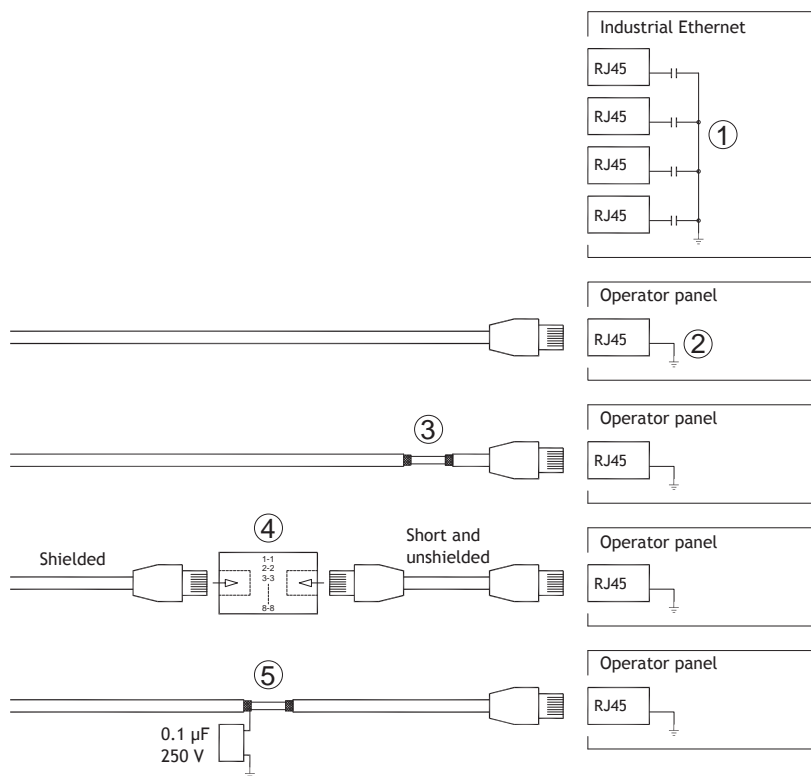 Industrial Ethernet
RJ45
RJ45
①
RJ45
RJ45
Operator panel
RJ45
②
Operator panel
③
RJ45
Operator panel
④
Shielded
Short and
unshielded
1-1
2-2
3-3
8-8
RJ45
Operator panel
⑤
RJ45
0.1 µF
250 V